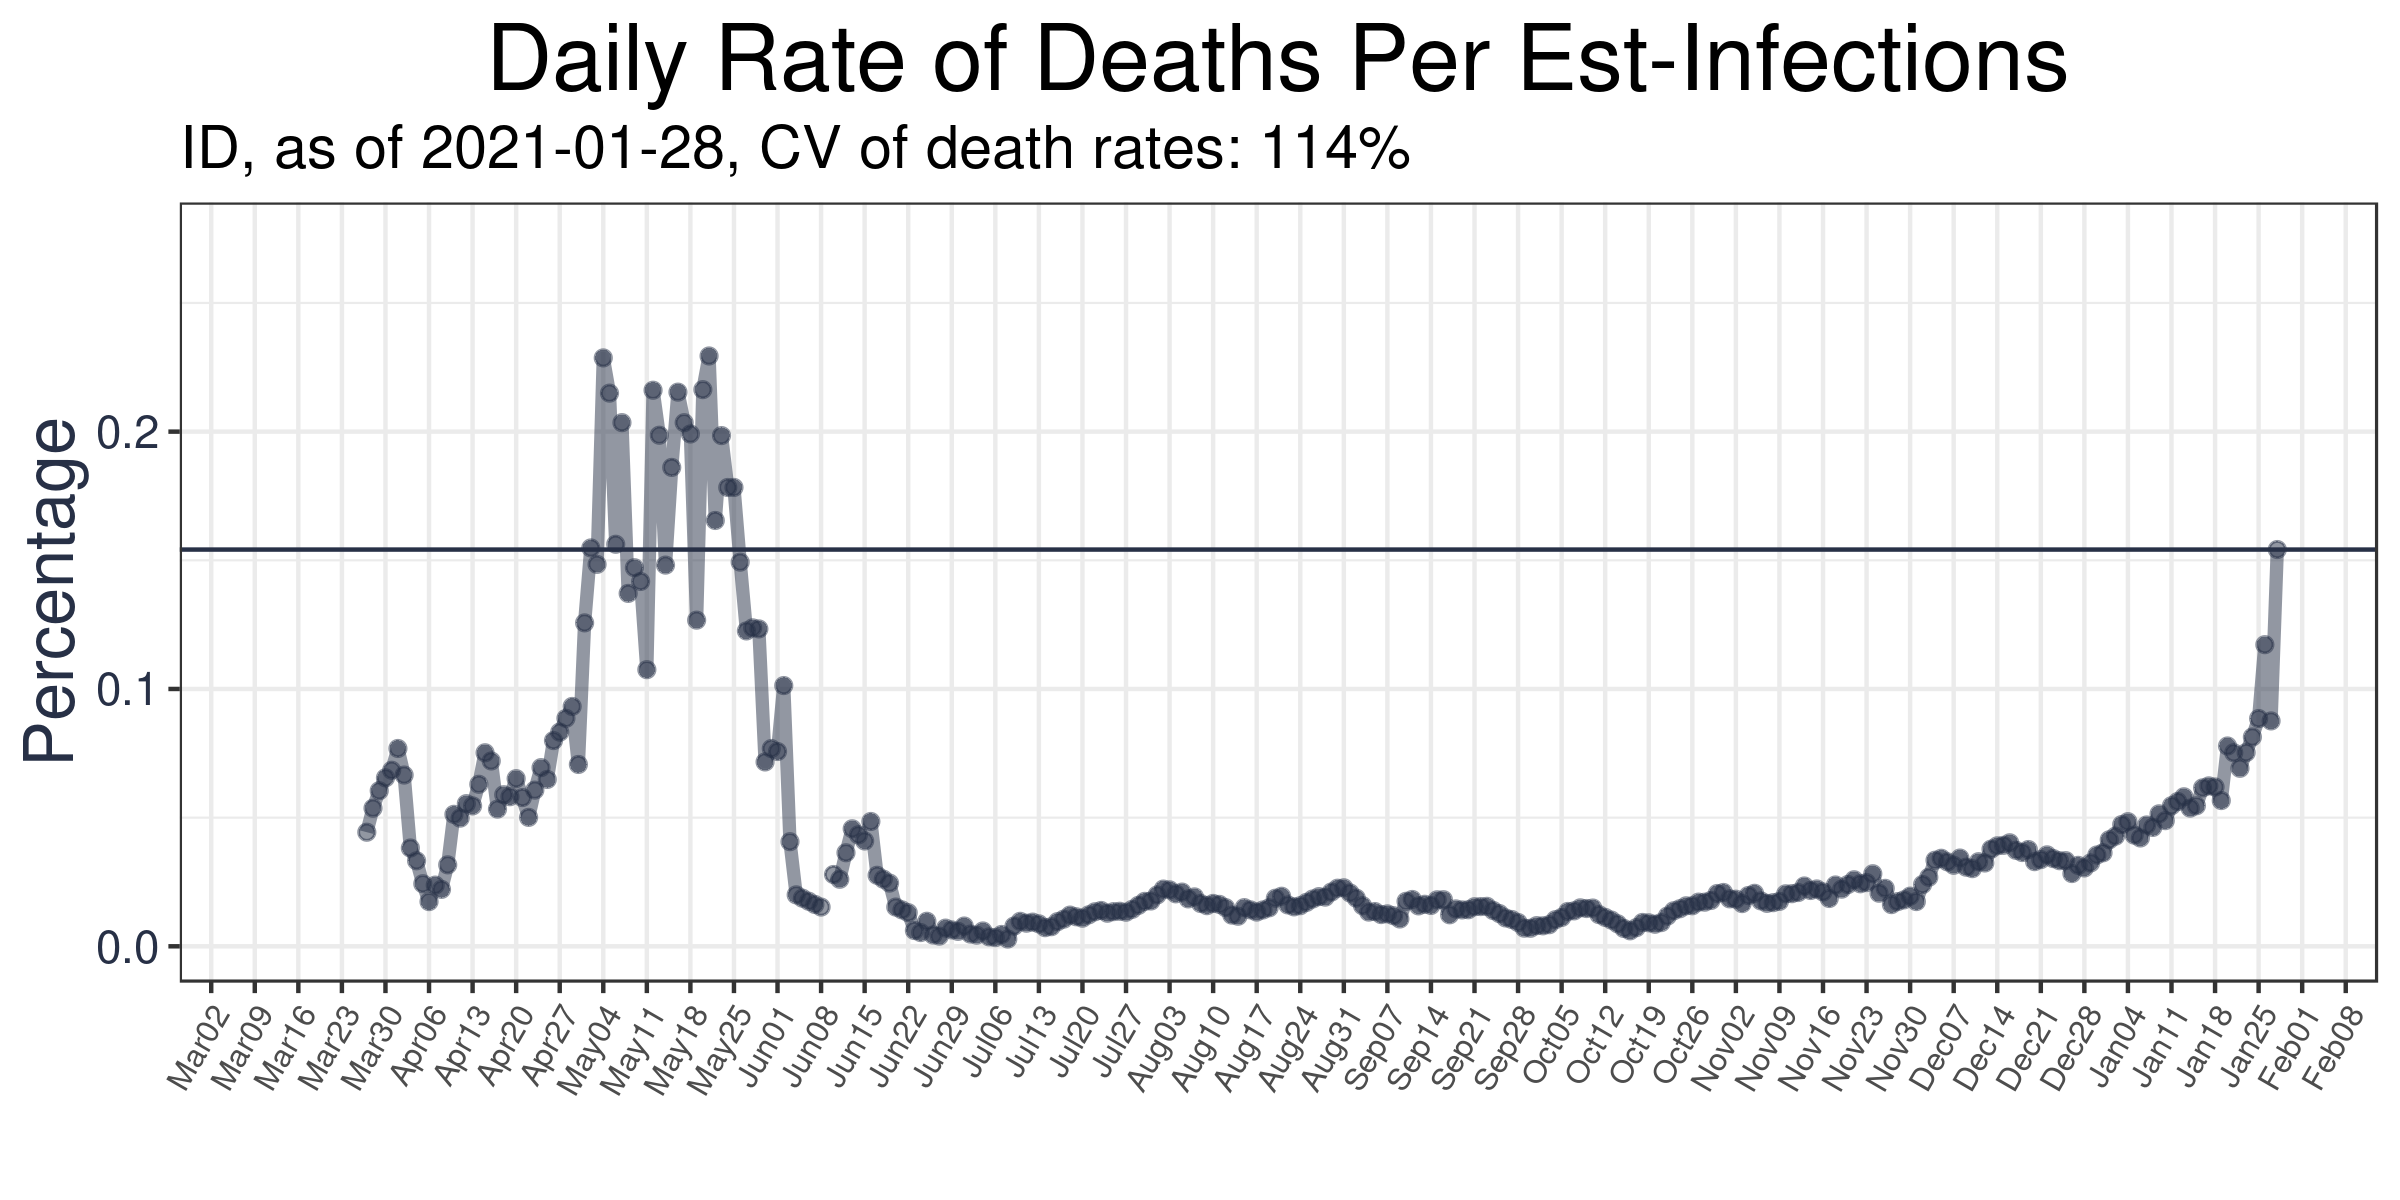 Daily Rate of Deaths Per Est-Infections
ID, as of 2021-01-28, CV of death rates: 114%
Percentage
0.2
0.1
0.0
Mar02
Mar09
Mar16
Mar23
Mar30
Apr06
Apr13
Apr20
Apr27
May04
May11
May18
May25
Jun01
Jun08
Jun15
Jun22
Jun29
Jul06
Jul13
Jul20
Jul27
Aug03
Aug10
Aug17
Aug24
Aug31
Sep07
Sep14
Sep21
Sep28
Oct05
Oct12
Oct19
Oct26
Nov02
Nov09
Nov16
Nov23
Nov30
Dec07
Dec14
Dec21
Dec28
Jan04
Jan11
Jan18
Jan25
Feb01
Feb08